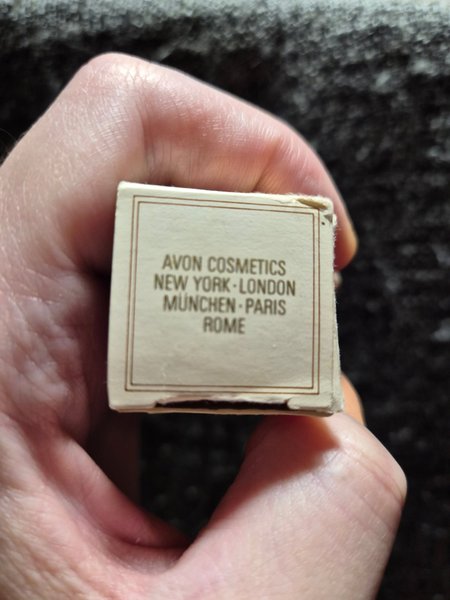 AVON COSMETICS
NEW YORK·LONDON
MÜNCHEN·PARIS
ROME